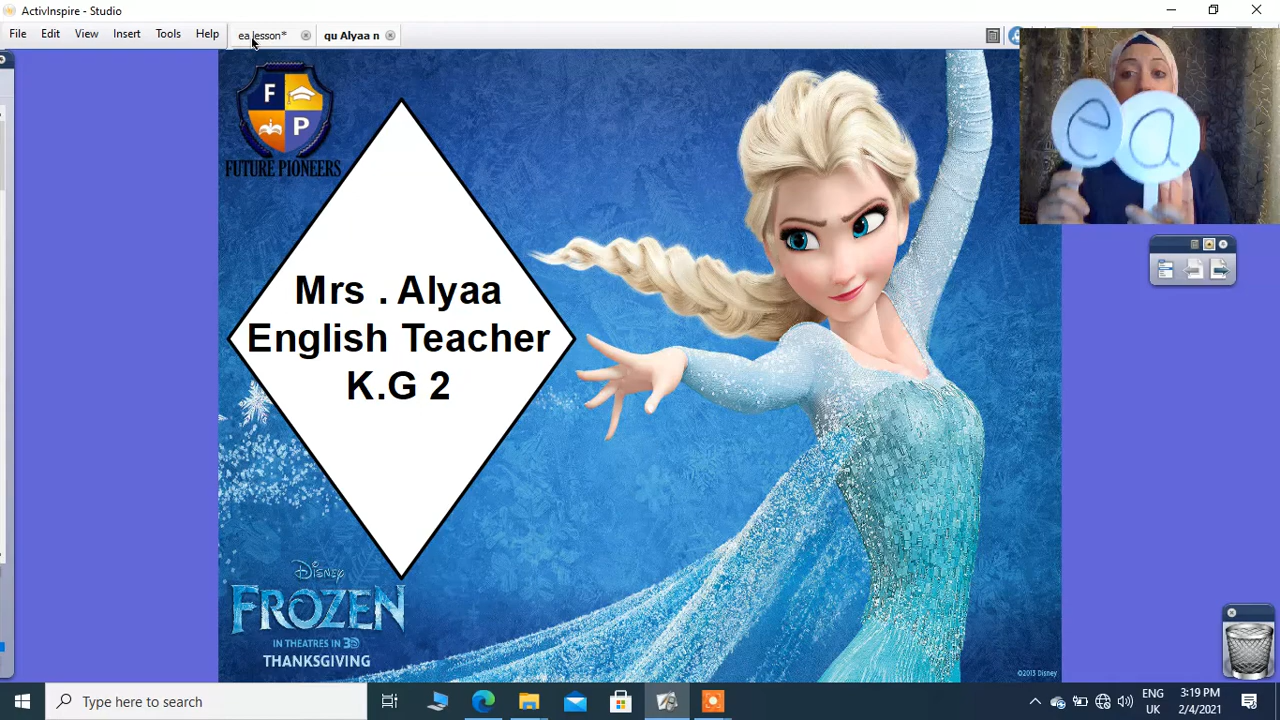 ActivInspire - Studio
File Edit View Insert Tools Help
ea lesson* qu Alyaa n
F
P
FUTURE PIONEERS
Mrs . Alyaa
English Teacher
K.G 2
DISNEY
FROZEN
IN THEATRES IN 3D
THANKSGIVING
©2013 Disney
e a
Type here to search
ENG
UK
3:19 PM
2/4/2021